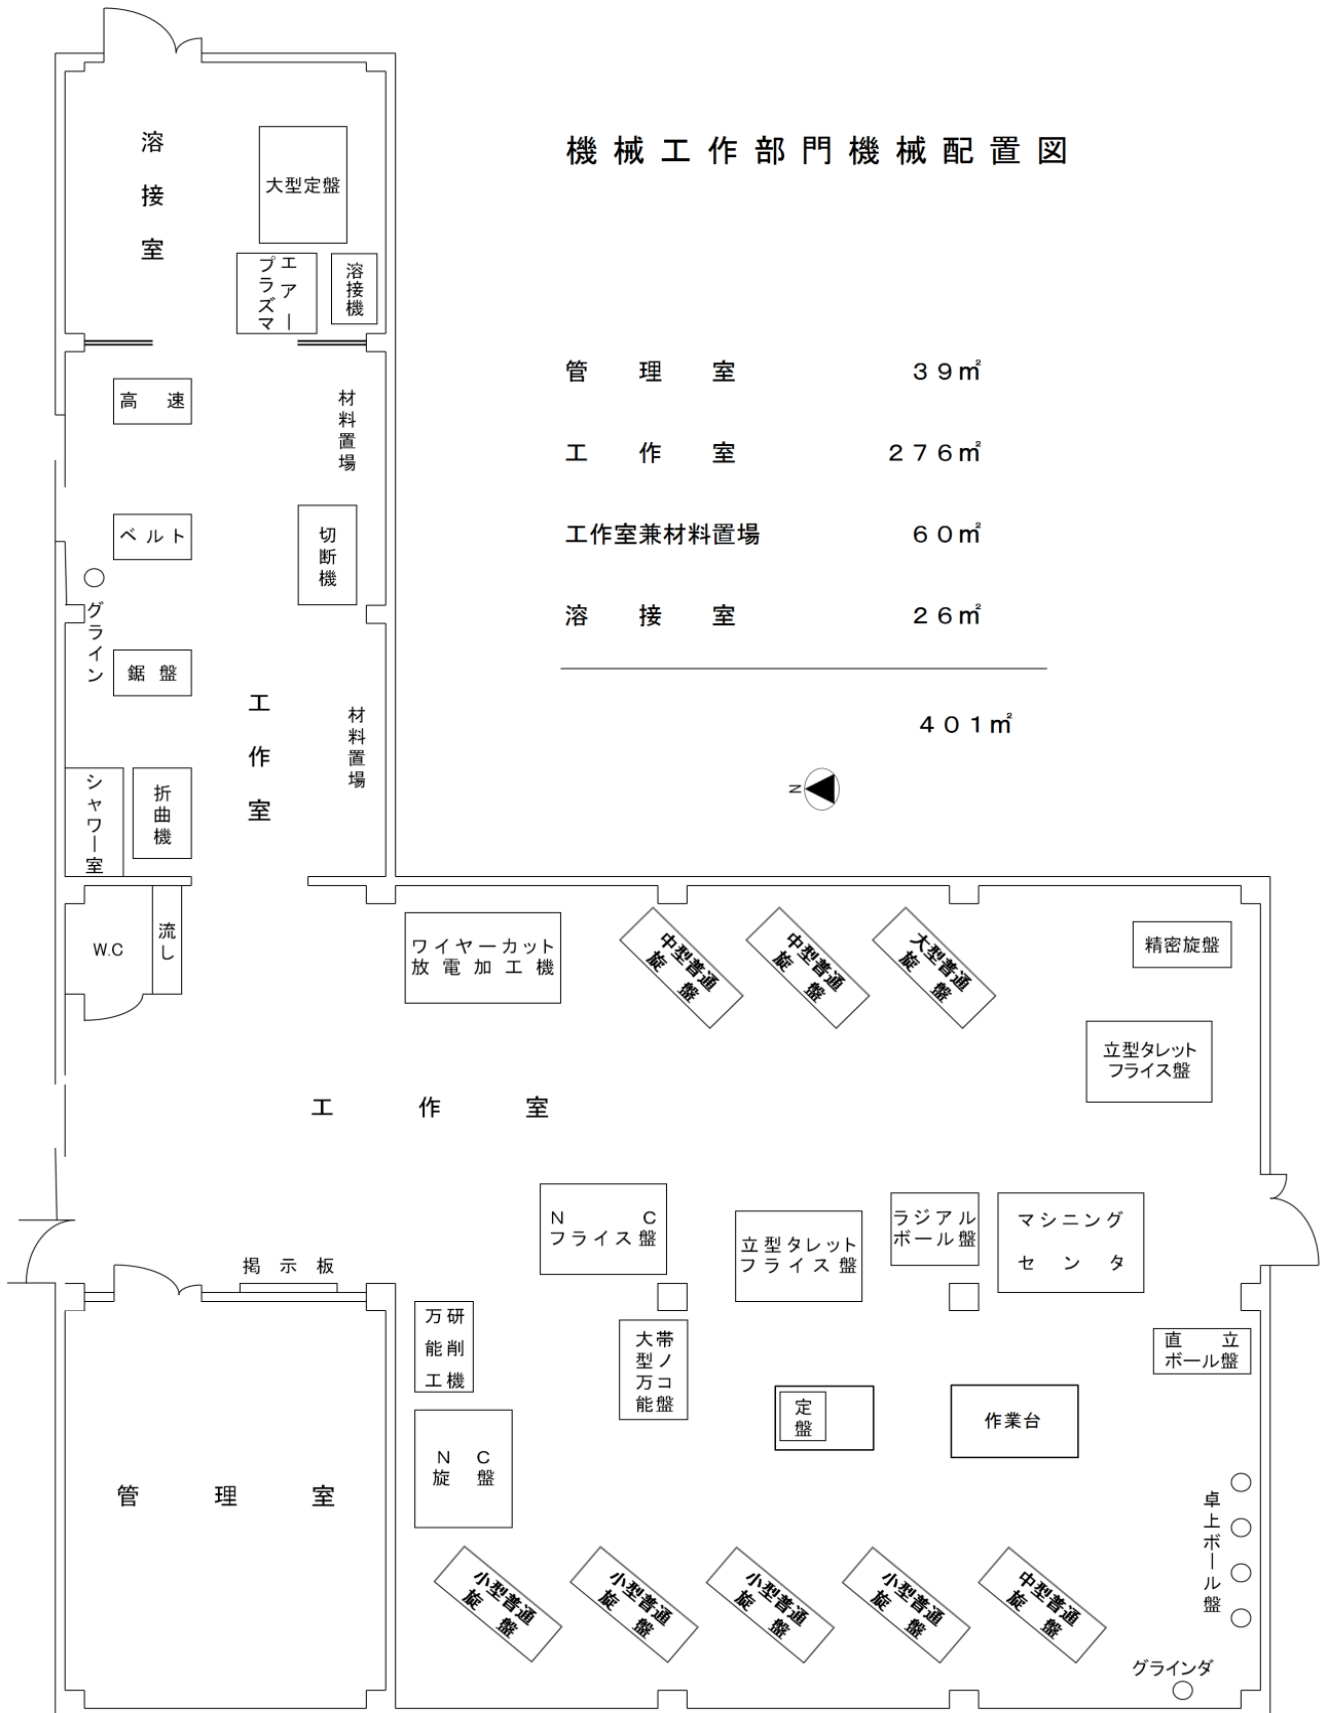 機械工作部門機械配置図
溶接室
大型定盤
エアー
プラズマ
溶接機
管理室 39㎡
工作室 276㎡
工作室兼材料置場 60㎡
溶接室 26㎡
401㎡
N
高速
材料置場
ベルト
切断機
グライン
鋸盤
工作室
材料置場
シャワー室
折曲機
W.C
流し
ワイヤーカット
放電加工機
中型普通
旋盤
中型普通
旋盤
大型普通
旋盤
精密旋盤
立型タレット
フライス盤
工作室
NC
フライス盤
立型タレット
フライス盤
ラジアル
ボール盤
マシニング
センタ
掲示板
万能工
研削機
大型万能
帯ノコ盤
直立
ボール盤
定盤
作業台
NC
旋盤
管理室
卓上ボール盤
小型普通
旋盤
小型普通
旋盤
小型普通
旋盤
小型普通
旋盤
中型普通
旋盤
グラインダ